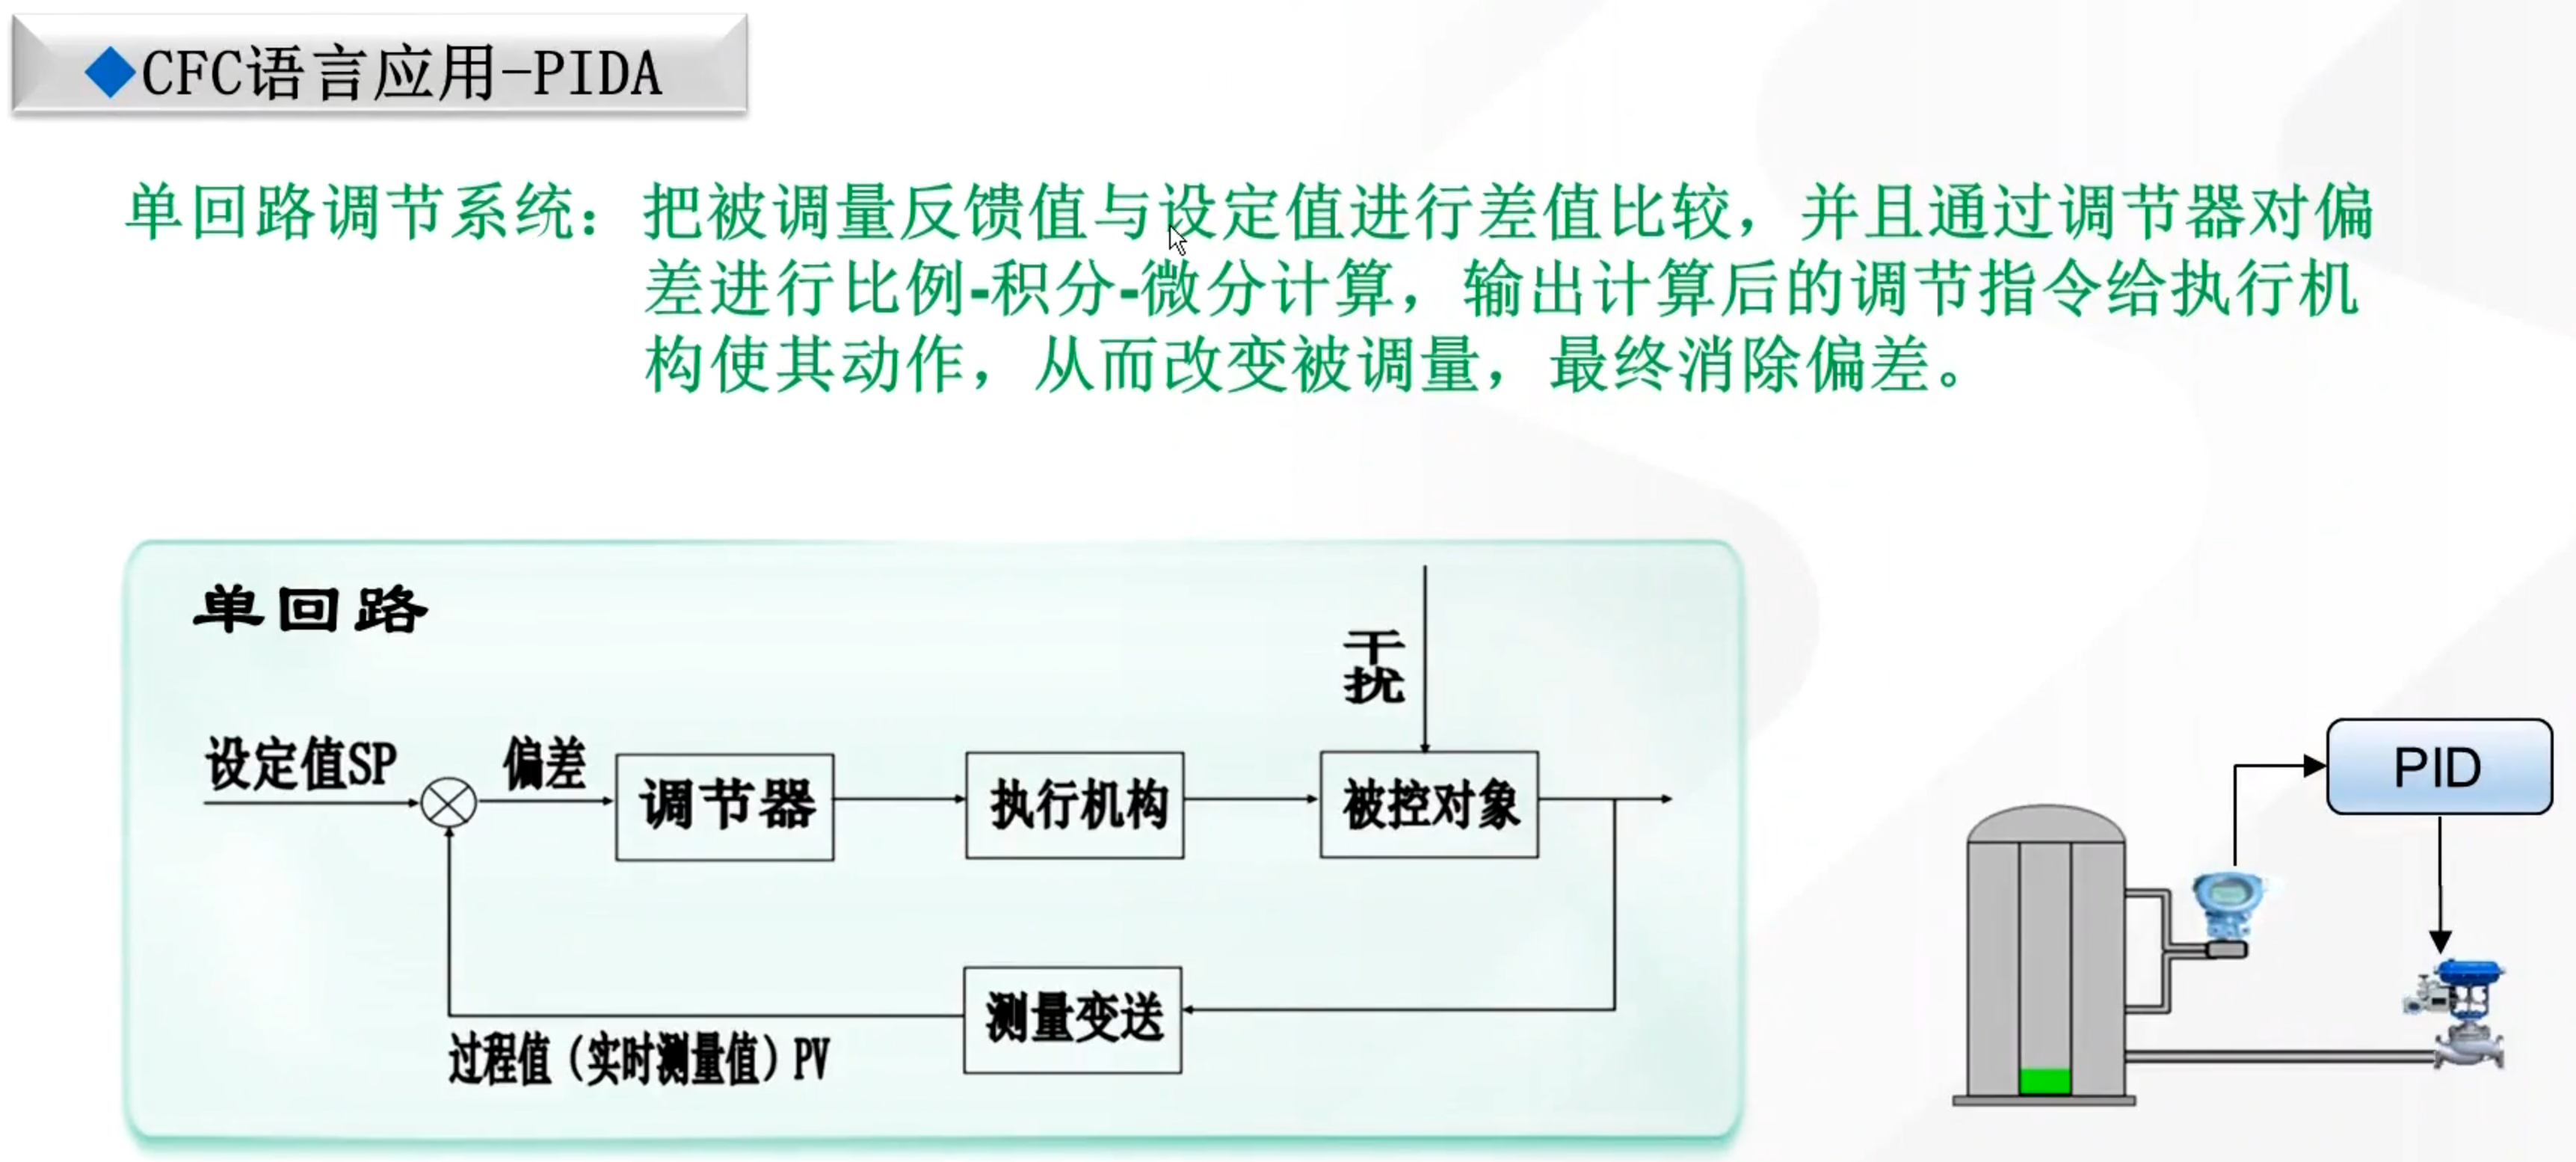 ◆CFC语言应用-PIDA
单回路调节系统：把被调量反馈值与设定值进行差值比较，并且通过调节器对偏
差进行比例-积分-微分计算，输出计算后的调节指令给执行机
构使其动作，从而改变被调量，最终消除偏差。
单回路
干扰
设定值SP
偏差
调节器
执行机构
被控对象
测量变送
过程值（实时测量值）PV
PID